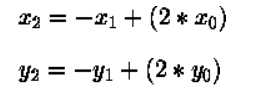 x₂ = −x₁ + (2 * x₀)
y₂ = −y₁ + (2 * y₀)